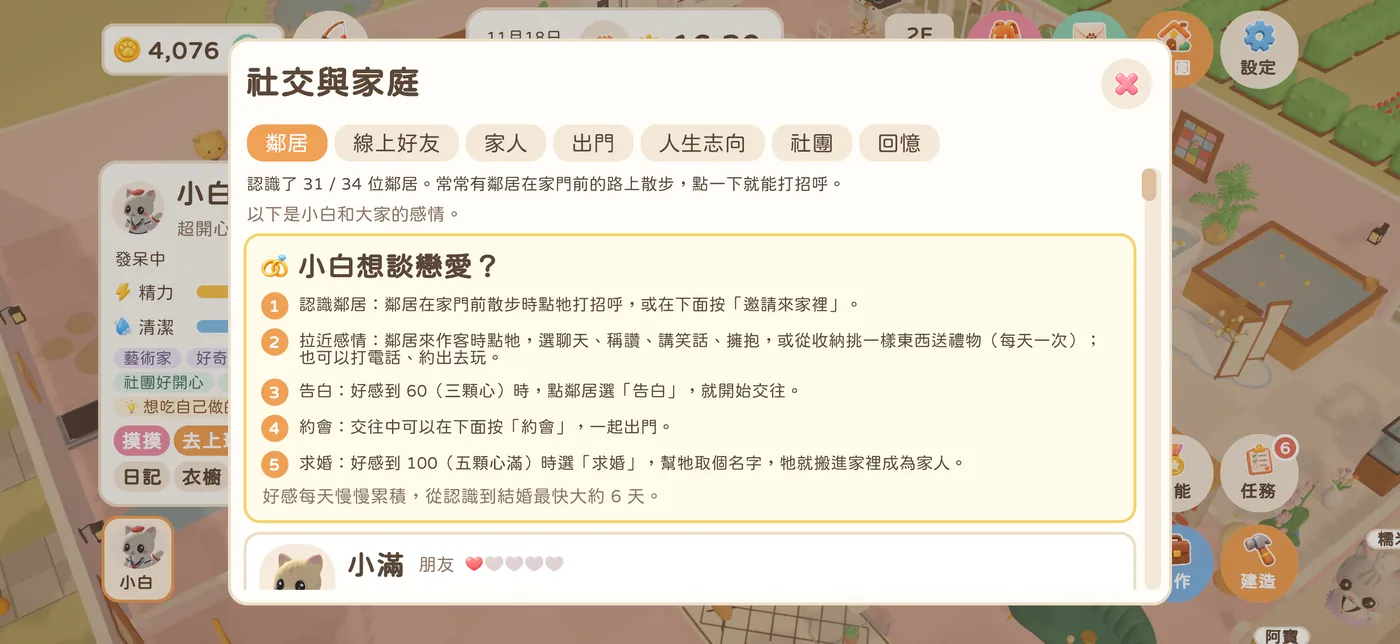 4,076
11月18日
2F
設定
社交與家庭
鄰居
線上好友
家人
出門
人生志向
社團
回憶
認識了 31 / 34 位鄰居。常常有鄰居在家門前的路上散步，點一下就能打招呼。
以下是小白和大家的感情。
小白想談戀愛？
1 認識鄰居：鄰居在家門前散步時點牠打招呼，或在下面按「邀請來家裡」。
2 拉近感情：鄰居來作客時點牠，選聊天、稱讚、講笑話、擁抱，或從收納挑一樣東西送禮物（每天一次）；
也可以打電話、約出去玩。
3 告白：好感到 60（三顆心）時，點鄰居選「告白」，就開始交往。
4 約會：交往中可以在下面按「約會」，一起出門。
5 求婚：好感到 100（五顆心滿）時選「求婚」，幫牠取個名字，牠就搬進家裡成為家人。
好感每天慢慢累積，從認識到結婚最快大約 6 天。
小滿 朋友
小白
超開心
發呆中
精力
清潔
藝術家
好奇
社團好開心
想吃自己做
摸摸
去上
日記
衣櫥
小白
能
6
任務
作
建造
糯
阿寶